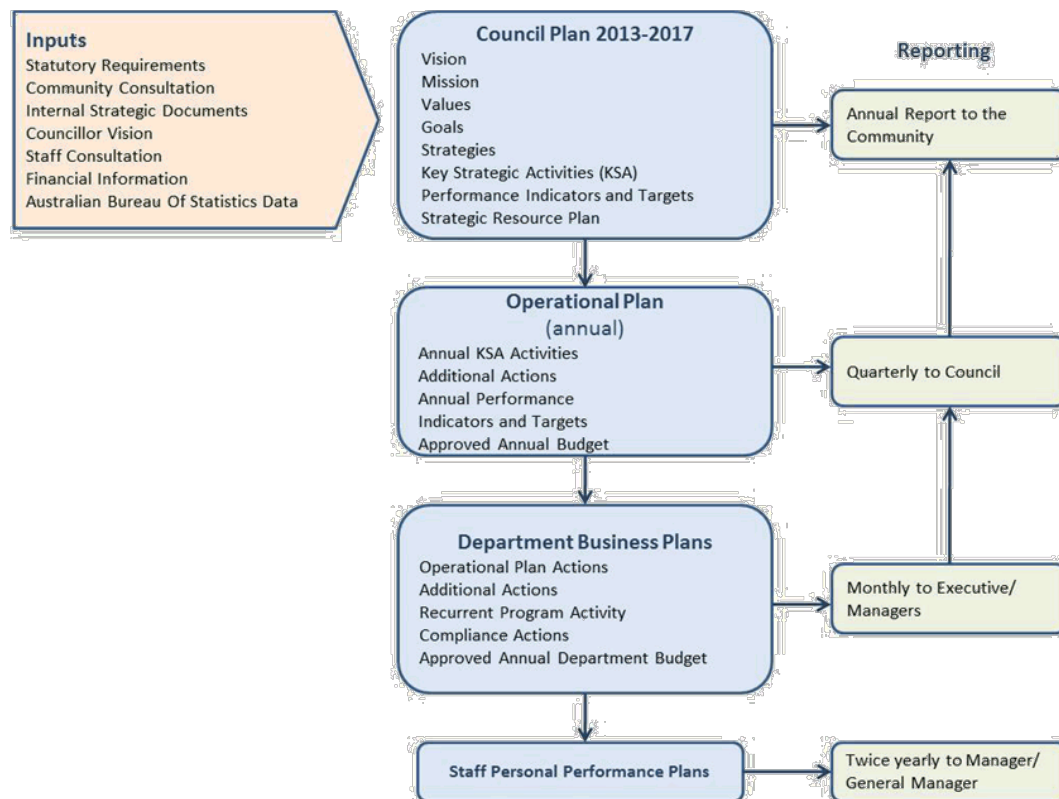 Inputs
Statutory Requirements
Community Consultation
Internal Strategic Documents
Councillor Vision
Staff Consultation
Financial Information
Australian Bureau Of Statistics Data
Council Plan 2013-2017
Vision
Mission
Values
Goals
Strategies
Key Strategic Activities (KSA)
Performance Indicators and Targets
Strategic Resource Plan
Reporting
Annual Report to the
Community
Operational Plan
(annual)
Annual KSA Activities
Additional Actions
Annual Performance
Indicators and Targets
Approved Annual Budget
Quarterly to Council
Department Business Plans
Operational Plan Actions
Additional Actions
Recurrent Program Activity
Compliance Actions
Approved Annual Department Budget
Monthly to Executive/
Managers
Staff Personal Performance Plans
Twice yearly to Manager/
General Manager